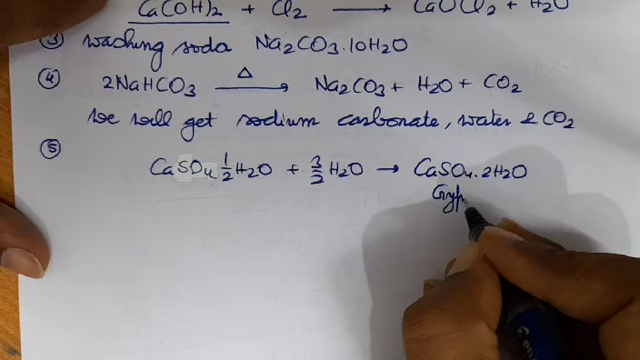 Ca(OH)2 + Cl2 → CaOCl2 + H2O
③ washing soda Na2CO3.10H2O
④ 2NaHCO3 Δ→ Na2CO3 + H2O + CO2
We will get sodium carbonate, water & CO2
⑤
CaSO4 1/2 H2O + 3/2 H2O → CaSO4.2H2O
Gyp